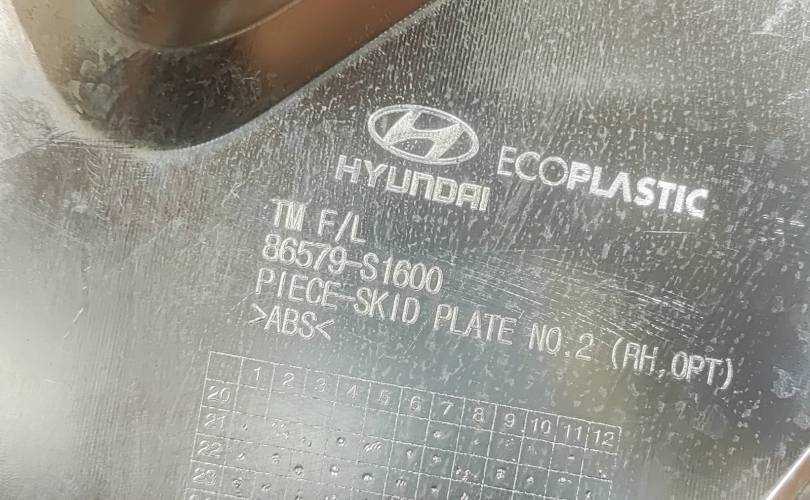 HYUNDAI ECOPLASTIC
TM F/L
86579-S1600
PIECE-SKID PLATE NO.2 (RH,OPT)
>ABS<
1 2 3 4 5 6 7 8 9 10 11 12
20
21
22
23